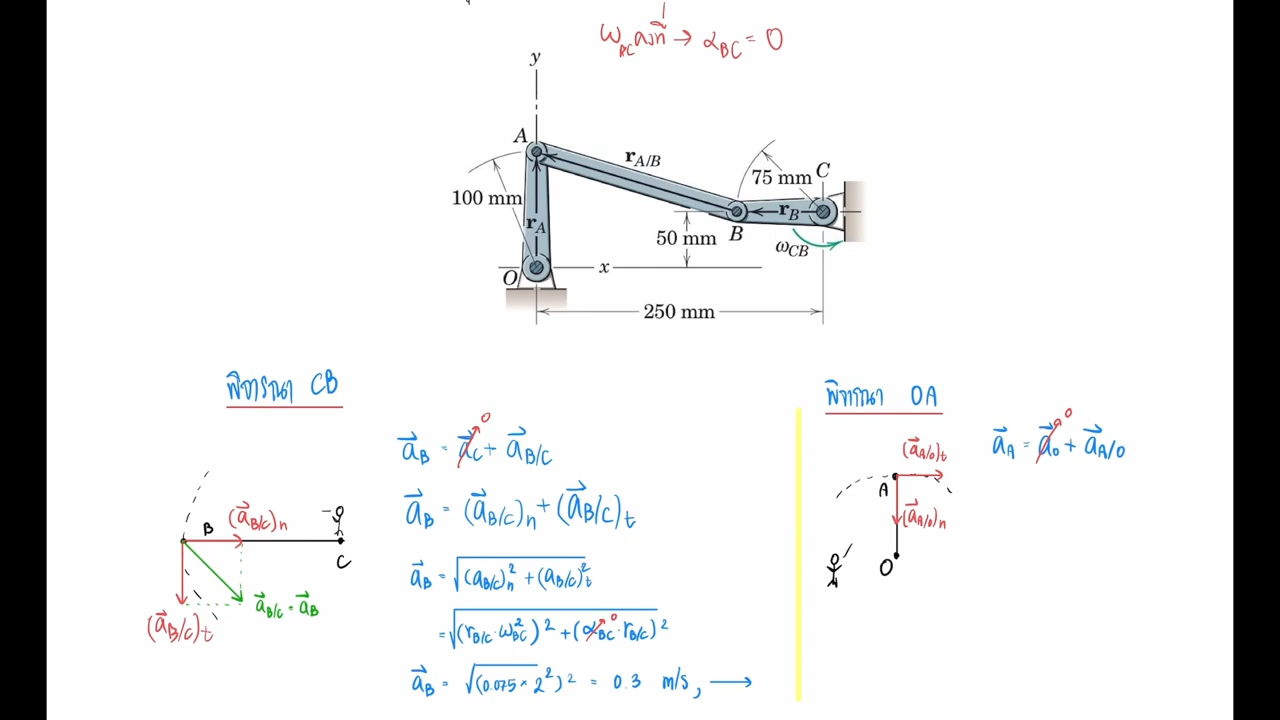 ω_BC คงที่ → α_BC = 0
y
A
r_A/B
75 mm C
100 mm
r_B
r_A
50 mm B
ω_CB
x
O
250 mm
พิจารณา CB
a⃗_B = a⃗_C⁰ + a⃗_B/C
a⃗_B = (a⃗_B/C)_n + (a⃗_B/C)_t
B (a⃗_B/C)_n
C
a⃗_B/C = a⃗_B
(a⃗_B/C)_t
a⃗_B = √((a_B/C)_n² + (a_B/C)_t²)
= √((r_B/C · ω_BC²)² + (α_BC⁰ · r_B/C)²)
a⃗_B = √((0.075 × 2²)²) = 0.3 m/s, →
พิจารณา OA
a⃗_A = a⃗_O⁰ + a⃗_A/O
(a⃗_A/O)_t
A
(a⃗_A/O)_n
O